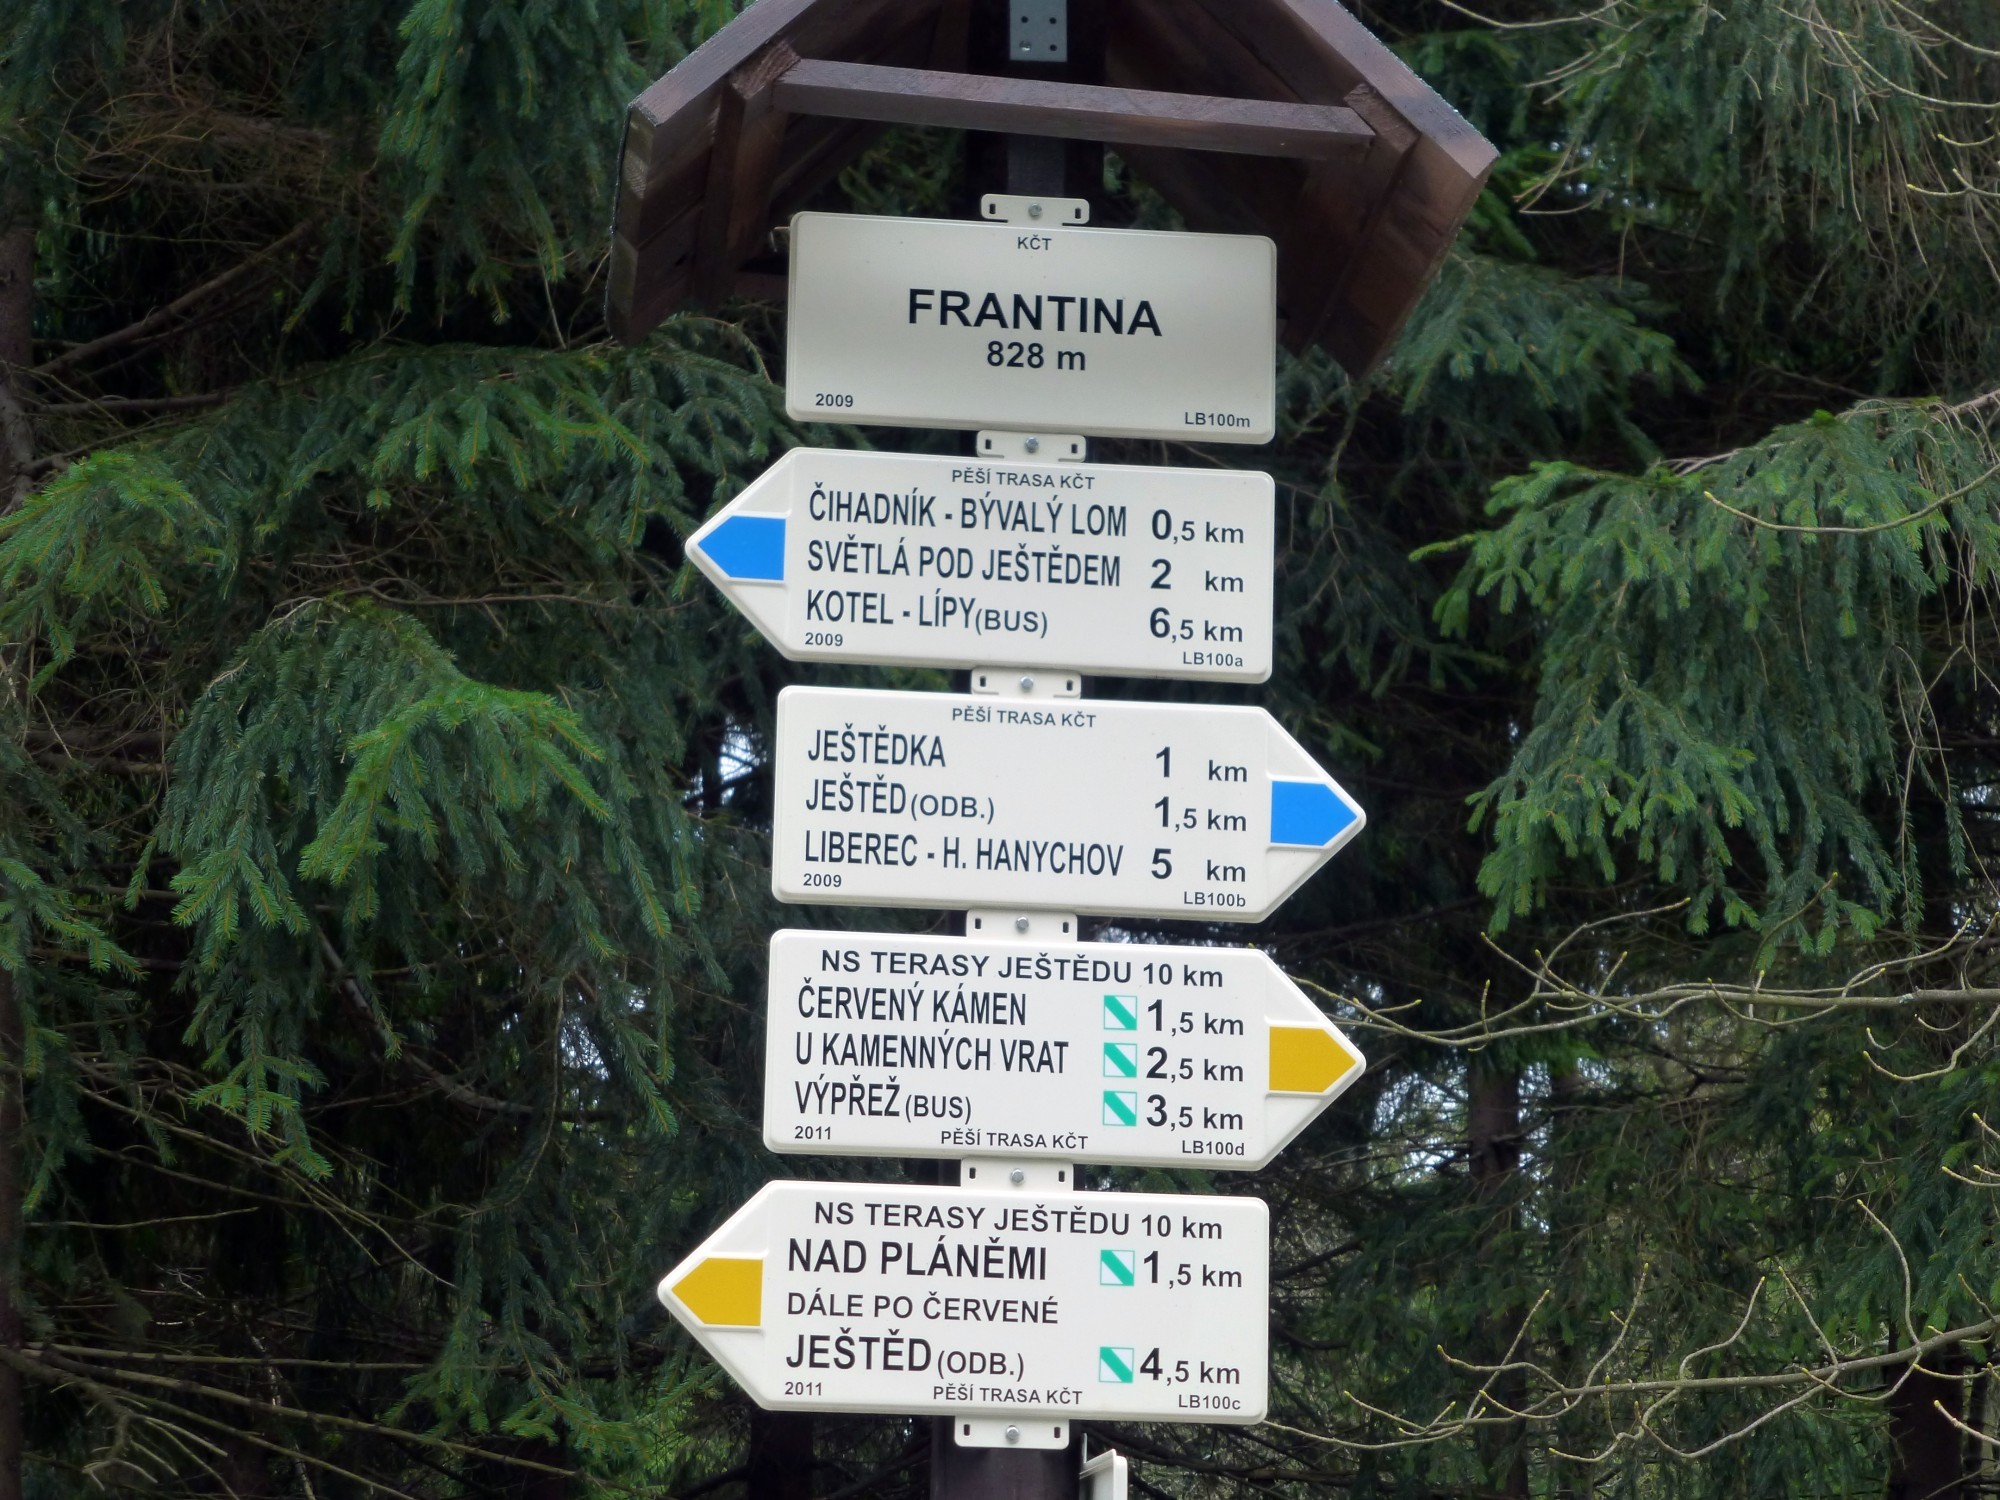 KČT
FRANTINA
828 m
2009 LB100m
PĚŠÍ TRASA KČT
ČIHADNÍK - BÝVALÝ LOM 0,5 km
SVĚTLÁ POD JEŠTĚDEM 2 km
KOTEL - LÍPY(BUS) 6,5 km
2009 LB100a
PĚŠÍ TRASA KČT
JEŠTĚDKA 1 km
JEŠTĚD(ODB.) 1,5 km
LIBEREC - H. HANYCHOV 5 km
2009 LB100b
NS TERASY JEŠTĚDU 10 km
ČERVENÝ KÁMEN 1,5 km
U KAMENNÝCH VRAT 2,5 km
VÝPŘEŽ(BUS) 3,5 km
2011 PĚŠÍ TRASA KČT LB100d
NS TERASY JEŠTĚDU 10 km
NAD PLÁNĚMI 1,5 km
DÁLE PO ČERVENÉ
JEŠTĚD(ODB.) 4,5 km
2011 PĚŠÍ TRASA KČT LB100c